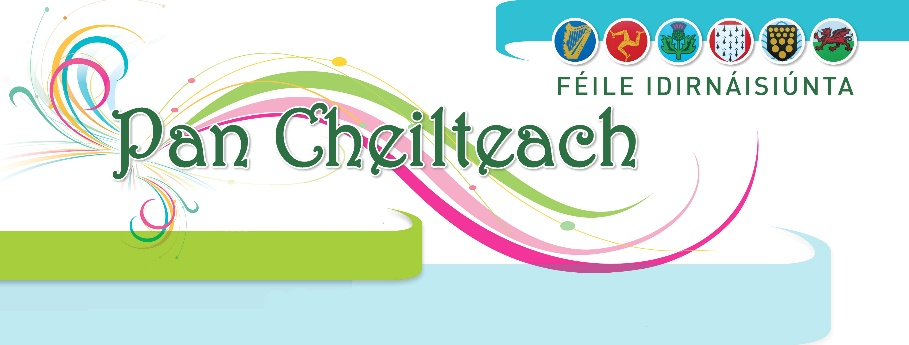 FÉILE IDIRNÁISIÚNTA
Pan Cheilteach